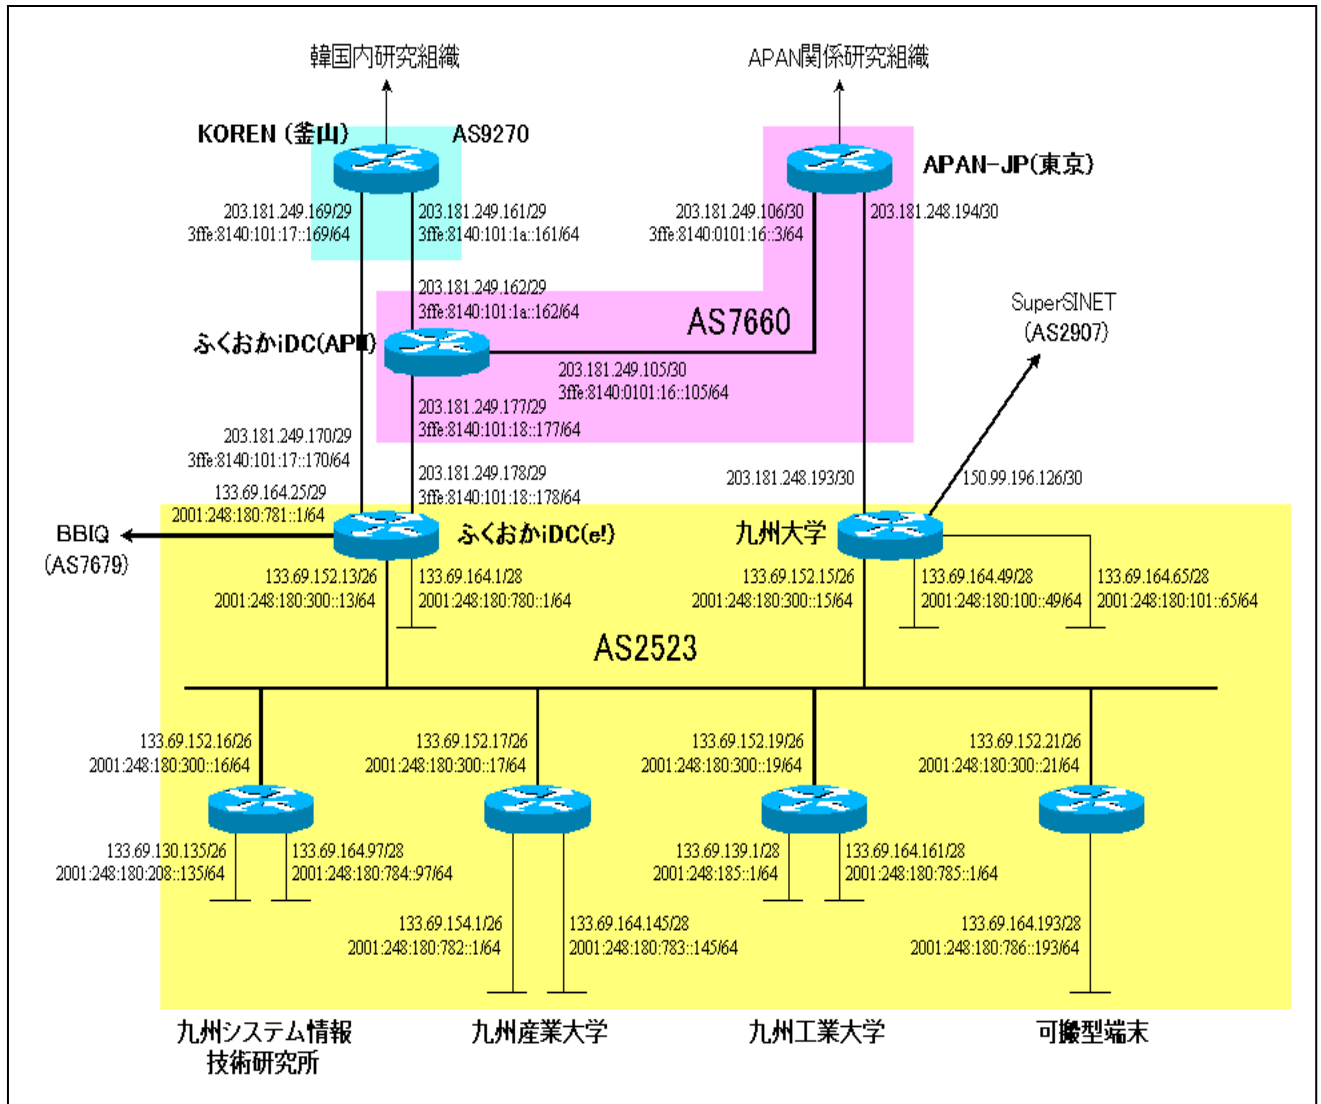 韓国内研究組織
APAN関係研究組織
KOREN (釜山)
AS9270
APAN-JP(東京)
203.181.249.169/29
3ffe:8140:101:17::169/64
203.181.249.161/29
3ffe:8140:101:1a::161/64
203.181.249.106/30
3ffe:8140:0101:16::3/64
203.181.248.194/30
203.181.249.162/29
3ffe:8140:101:1a::162/64
AS7660
SuperSINET
(AS2907)
ふくおかiDC(APII)
203.181.249.105/30
3ffe:8140:0101:16::105/64
203.181.249.177/29
3ffe:8140:101:18::177/64
203.181.249.170/29
3ffe:8140:101:17::170/64
203.181.249.178/29
3ffe:8140:101:18::178/64
203.181.248.193/30
150.99.196.126/30
133.69.164.25/29
2001:248:180:781::1/64
BBIQ
(AS7679)
ふくおかiDC(e!)
九州大学
133.69.152.13/26
2001:248:180:300::13/64
133.69.164.1/28
2001:248:180:780::1/64
133.69.152.15/26
2001:248:180:300::15/64
133.69.164.49/28
2001:248:180:100::49/64
133.69.164.65/28
2001:248:180:101::65/64
AS2523
133.69.152.16/26
2001:248:180:300::16/64
133.69.152.17/26
2001:248:180:300::17/64
133.69.152.19/26
2001:248:180:300::19/64
133.69.152.21/26
2001:248:180:300::21/64
133.69.130.135/26
2001:248:180:208::135/64
133.69.164.97/28
2001:248:180:784::97/64
133.69.139.1/28
2001:248:185::1/64
133.69.164.161/28
2001:248:180:785::1/64
133.69.154.1/26
2001:248:180:782::1/64
133.69.164.145/28
2001:248:180:783::145/64
133.69.164.193/28
2001:248:180:786::193/64
九州システム情報
技術研究所
九州産業大学
九州工業大学
可搬型端末